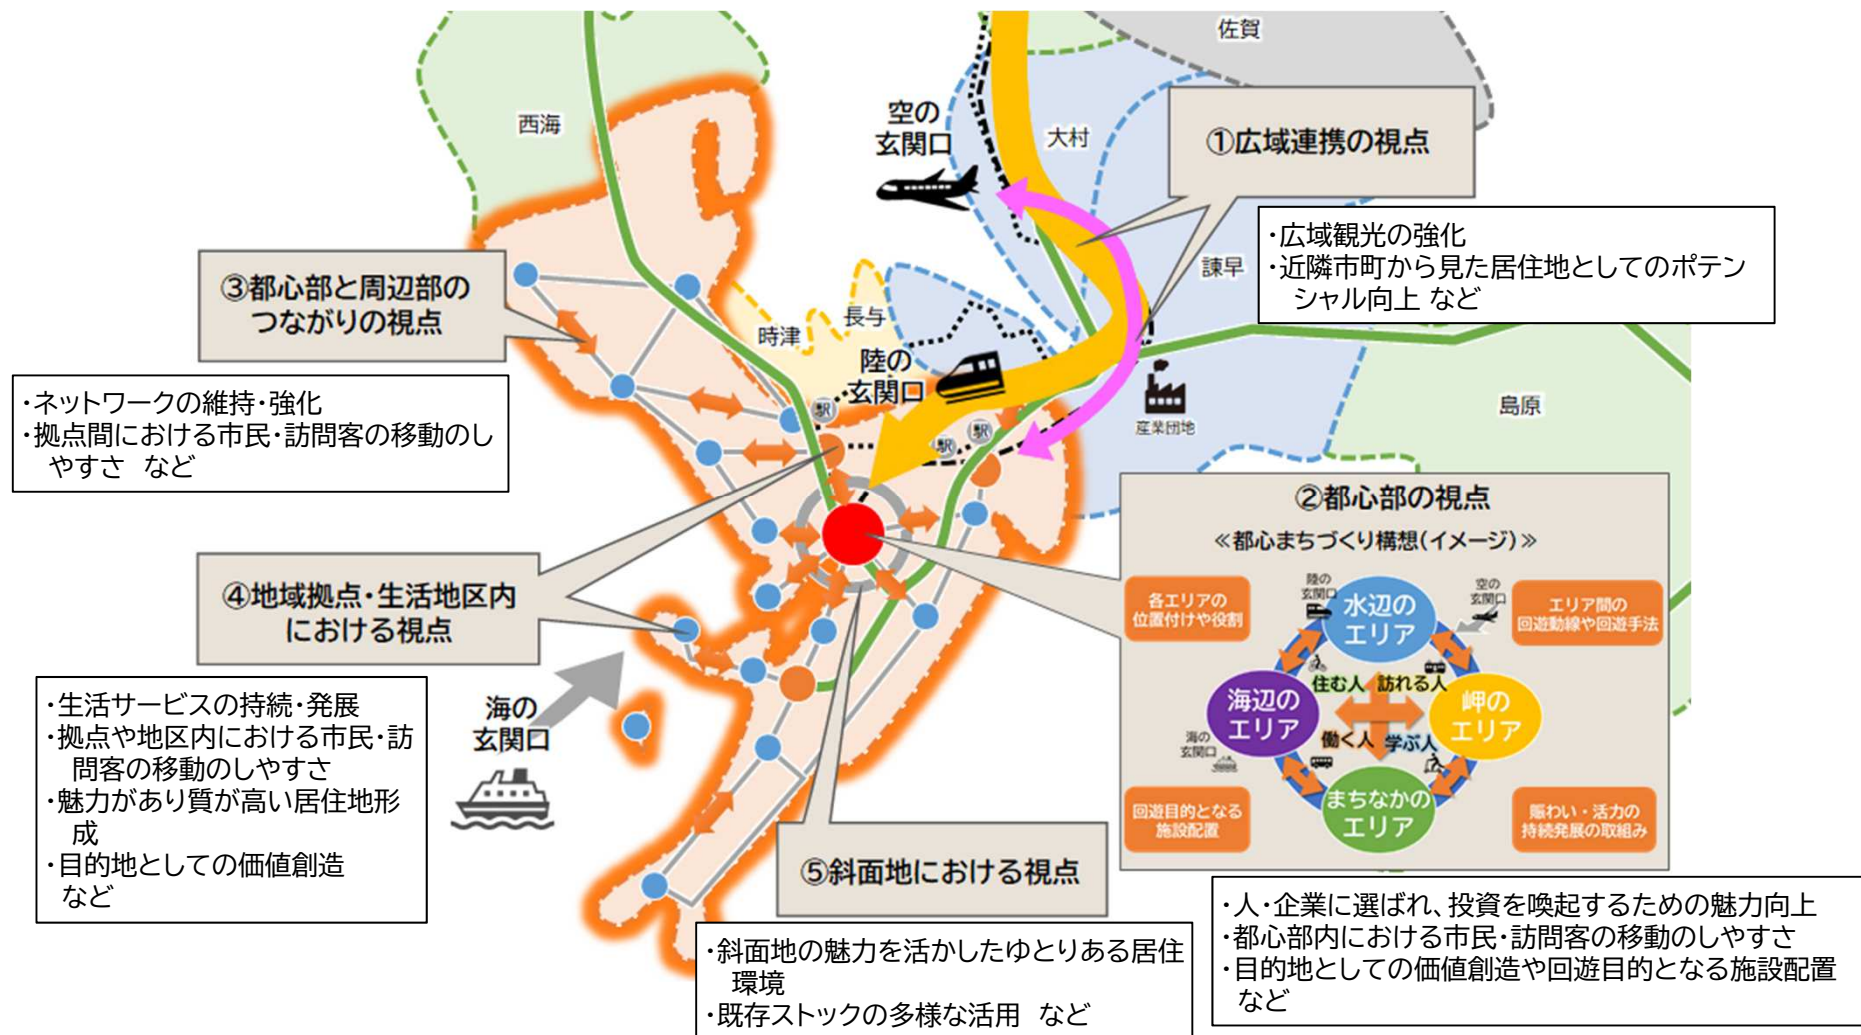 佐賀
西海
空の
玄関口
大村
①広域連携の視点
・広域観光の強化
・近隣市町から見た居住地としてのポテン
シャル向上 など
諫早
③都心部と周辺部の
つながりの視点
時津
長与
陸の
玄関口
・ネットワークの維持・強化
・拠点間における市民・訪問客の移動のし
やすさ など
駅
駅
駅
産業団地
島原
②都心部の視点
≪都心まちづくり構想(イメージ)≫
各エリアの
位置付けや役割
陸の
玄関口
水辺の
エリア
空の
玄関口
エリア間の
回遊動線や回遊手法
住む人
訪れる人
海辺の
エリア
岬の
エリア
海の
玄関口
働く人
学ぶ人
まちなかの
エリア
回遊目的となる
施設配置
賑わい・活力の
持続発展の取組み
④地域拠点・生活地区内
における視点
・生活サービスの持続・発展
・拠点や地区内における市民・訪
問客の移動のしやすさ
・魅力があり質が高い居住地形
成
・目的地としての価値創造
など
海の
玄関口
⑤斜面地における視点
・斜面地の魅力を活かしたゆとりある居住
環境
・既存ストックの多様な活用 など
・人・企業に選ばれ、投資を喚起するための魅力向上
・都心部内における市民・訪問客の移動のしやすさ
・目的地としての価値創造や回遊目的となる施設配置
など